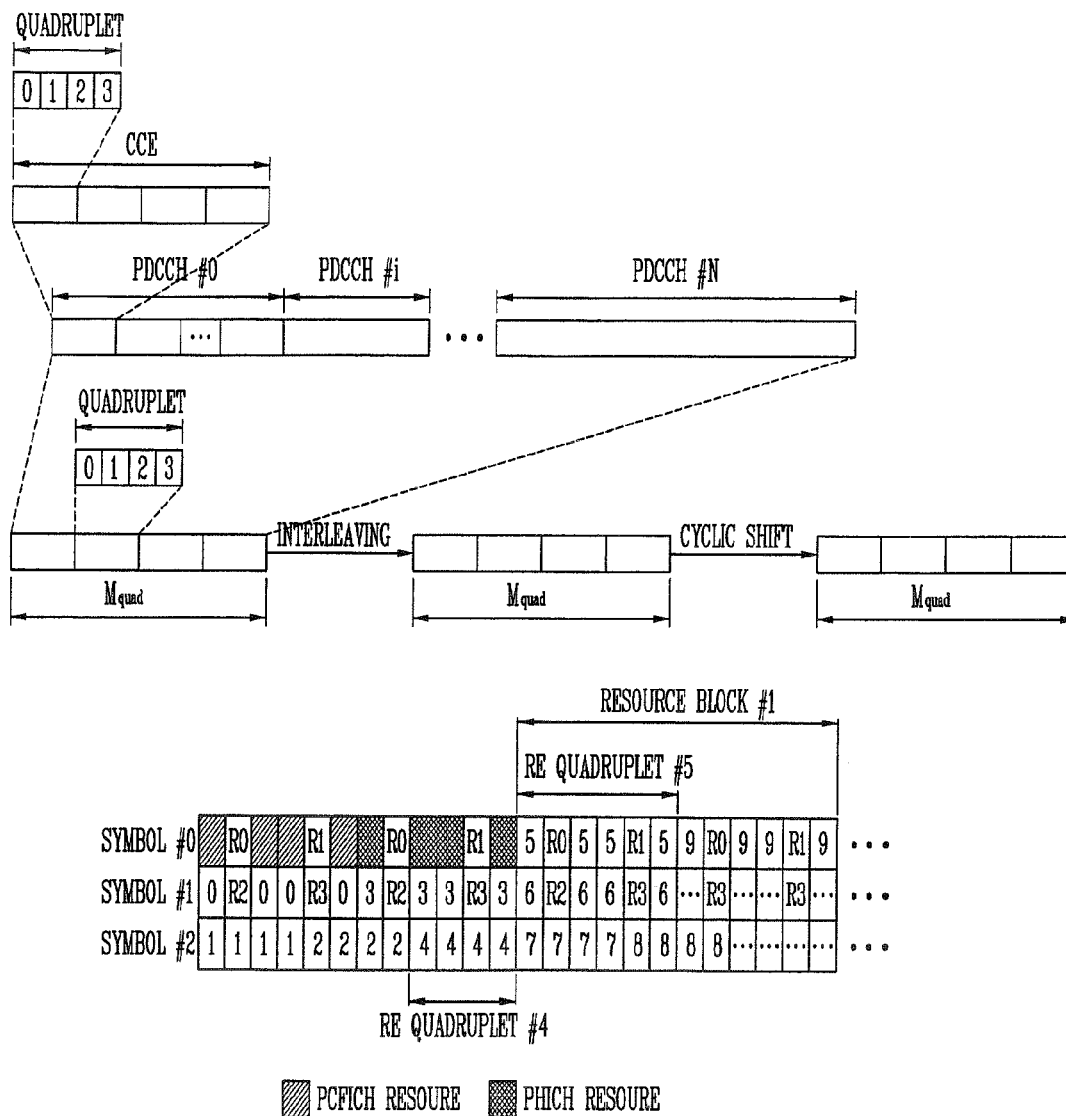 QUADRUPLET
0 1 2 3
CCE
PDCCH #0 PDCCH #i PDCCH #N
... • • •
QUADRUPLET
0 1 2 3
INTERLEAVING CYCLIC SHIFT
Mquad Mquad Mquad
RESOURCE BLOCK #1
RE QUADRUPLET #5
SYMBOL #0 R0 R1 R0 R1 5 R0 5 5 R1 5 9 R0 9 9 R1 9 • • •
SYMBOL #1 0 R2 0 0 R3 0 3 R2 3 3 R3 3 6 R2 6 6 R3 6 ... R3 ... ... R3 ... • • •
SYMBOL #2 1 1 1 1 2 2 2 2 4 4 4 4 7 7 7 7 8 8 8 8 ... ... ... ... • • •
RE QUADRUPLET #4
PCFICH RESOURE PHICH RESOURE